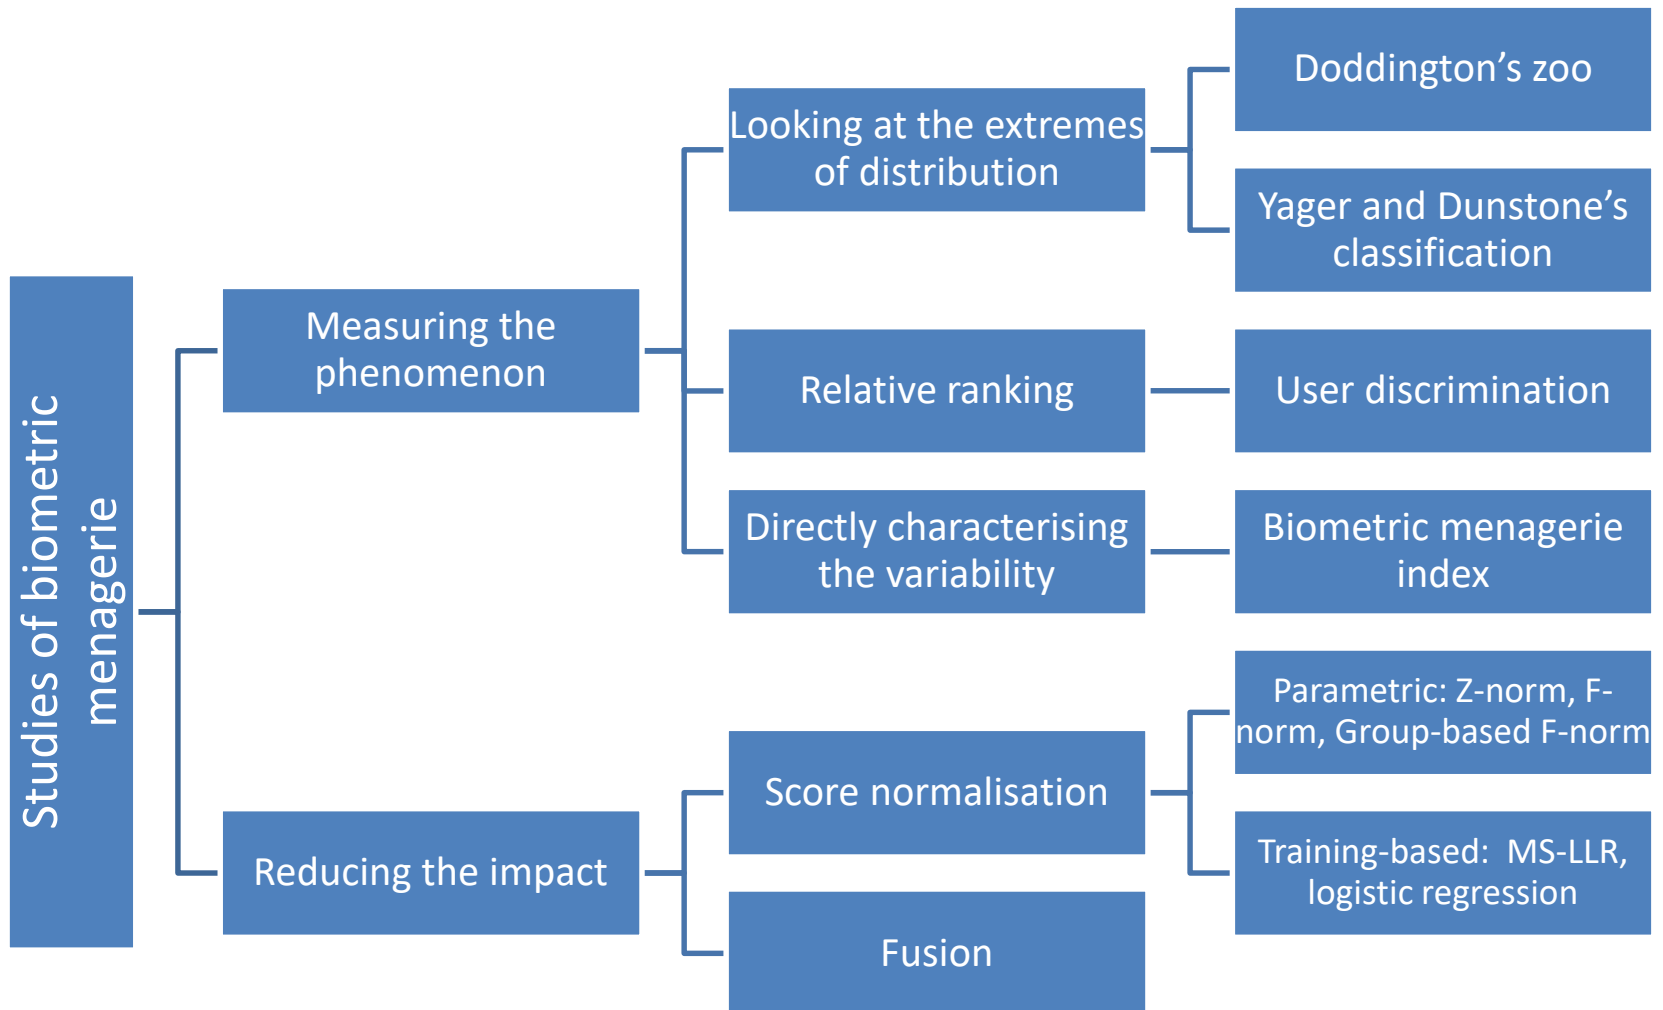 Studies of biometric
menagerie
Measuring the
phenomenon
Looking at the extremes
of distribution
Doddington’s zoo
Yager and Dunstone’s
classification
Relative ranking
User discrimination
Directly characterising
the variability
Biometric menagerie
index
Reducing the impact
Score normalisation
Parametric: Z-norm, F-
norm, Group-based F-norm
Training-based:  MS-LLR,
logistic regression
Fusion